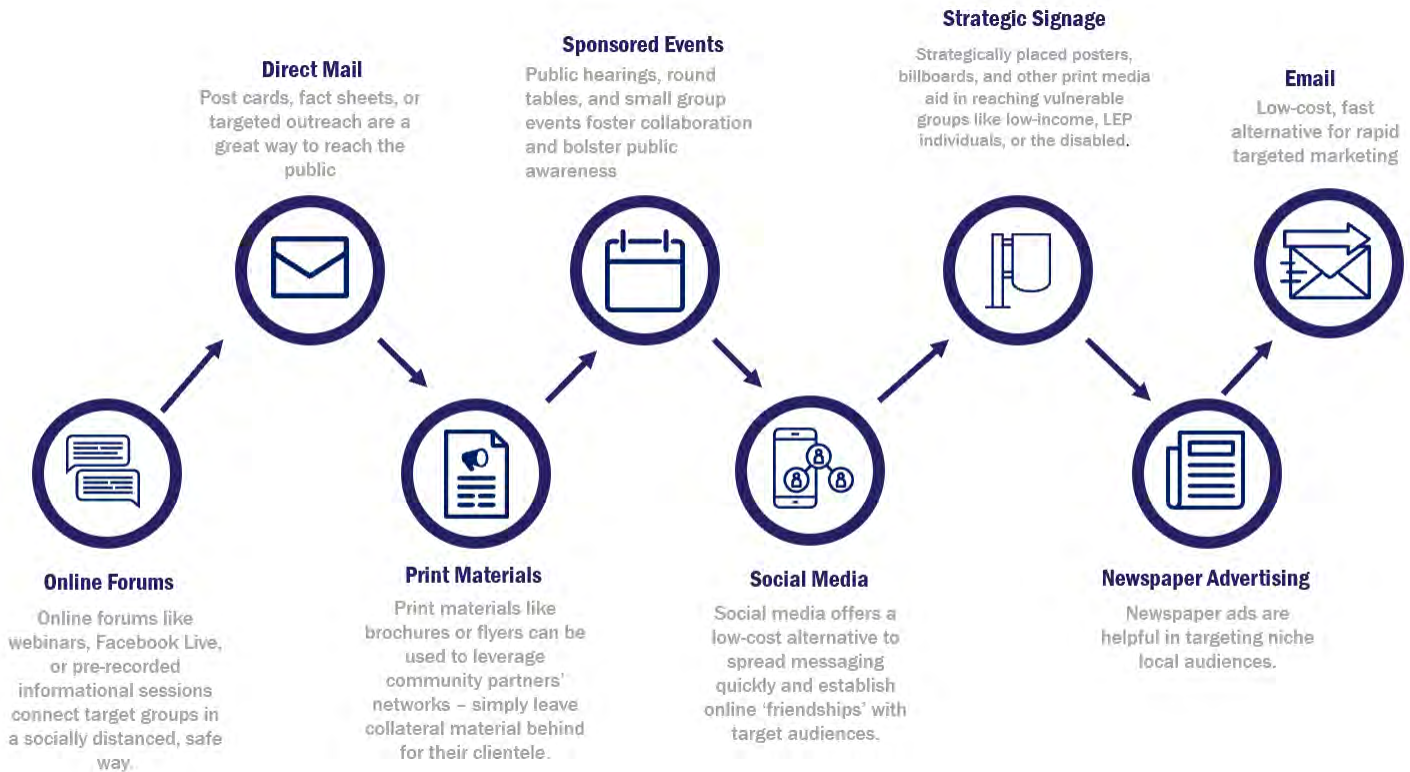 Online Forums
Online forums like
webinars, Facebook Live,
or pre-recorded
informational sessions
connect target groups in
a socially distanced, safe
way.
Direct Mail
Post cards, fact sheets, or
targeted outreach are a
great way to reach the
public
Print Materials
Print materials like
brochures or flyers can be
used to leverage
community partners’
networks – simply leave
collateral material behind
for their clientele.
Sponsored Events
Public hearings, round
tables, and small group
events foster collaboration
and bolster public
awareness
Social Media
Social media offers a
low-cost alternative to
spread messaging
quickly and establish
online ‘friendships’ with
target audiences.
Strategic Signage
Strategically placed posters,
billboards, and other print media
aid in reaching vulnerable
groups like low-income, LEP
individuals, or the disabled.
Newspaper Advertising
Newspaper ads are
helpful in targeting niche
local audiences.
Email
Low-cost, fast
alternative for rapid
targeted marketing